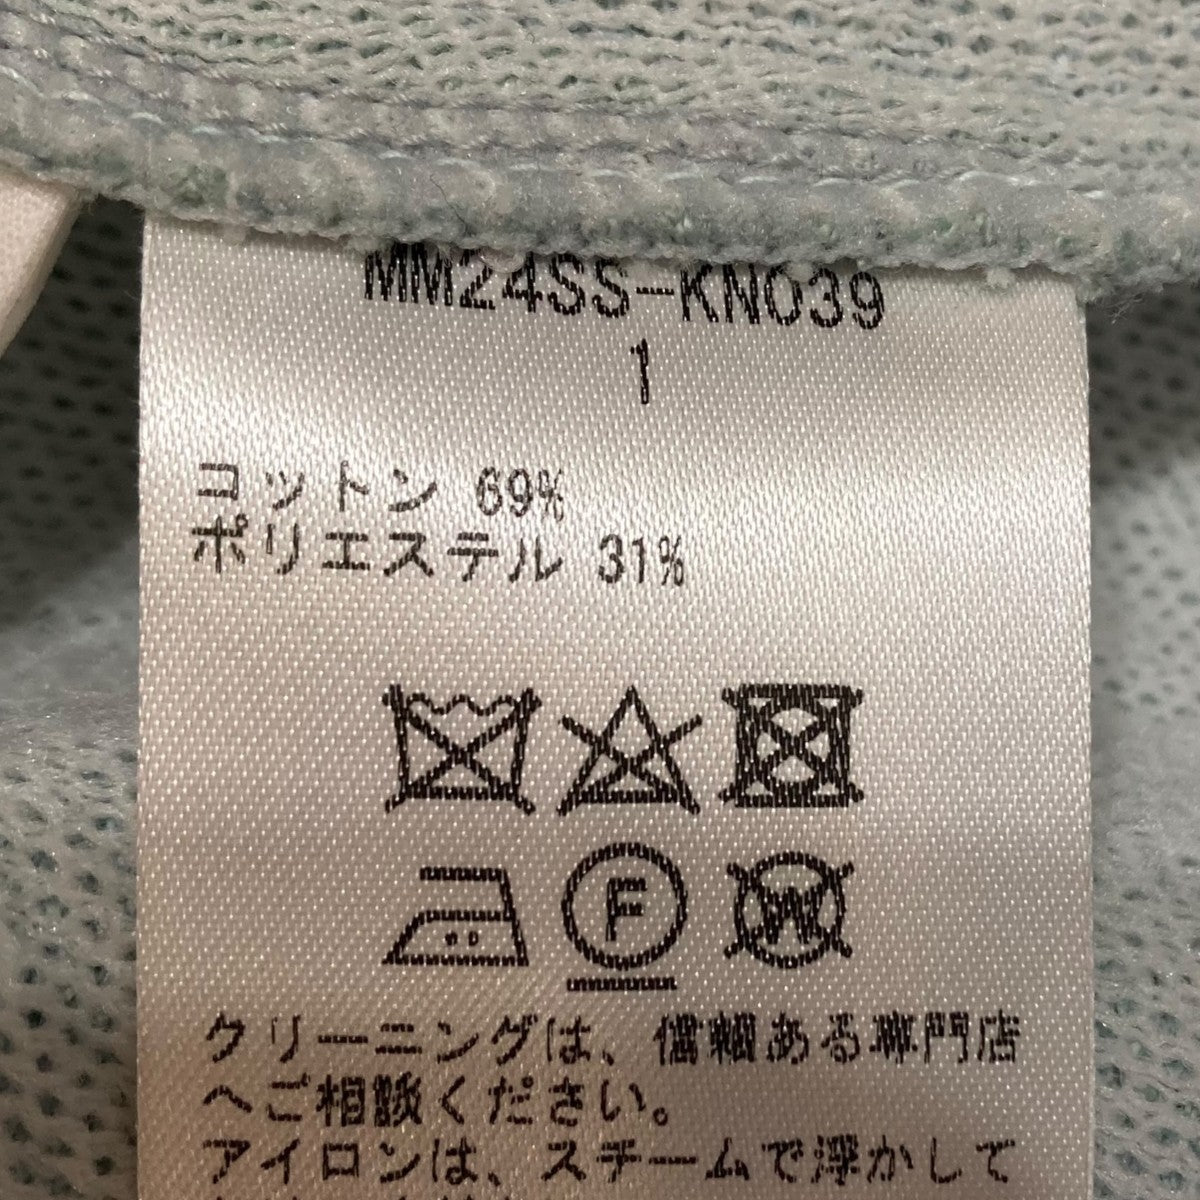 MM24SS-KN039
1
コットン 69%
ポリエステル 31%
F
W
クリーニングは、信頼ある専門店
へご相談ください。
アイロンは、スチームで浮かして